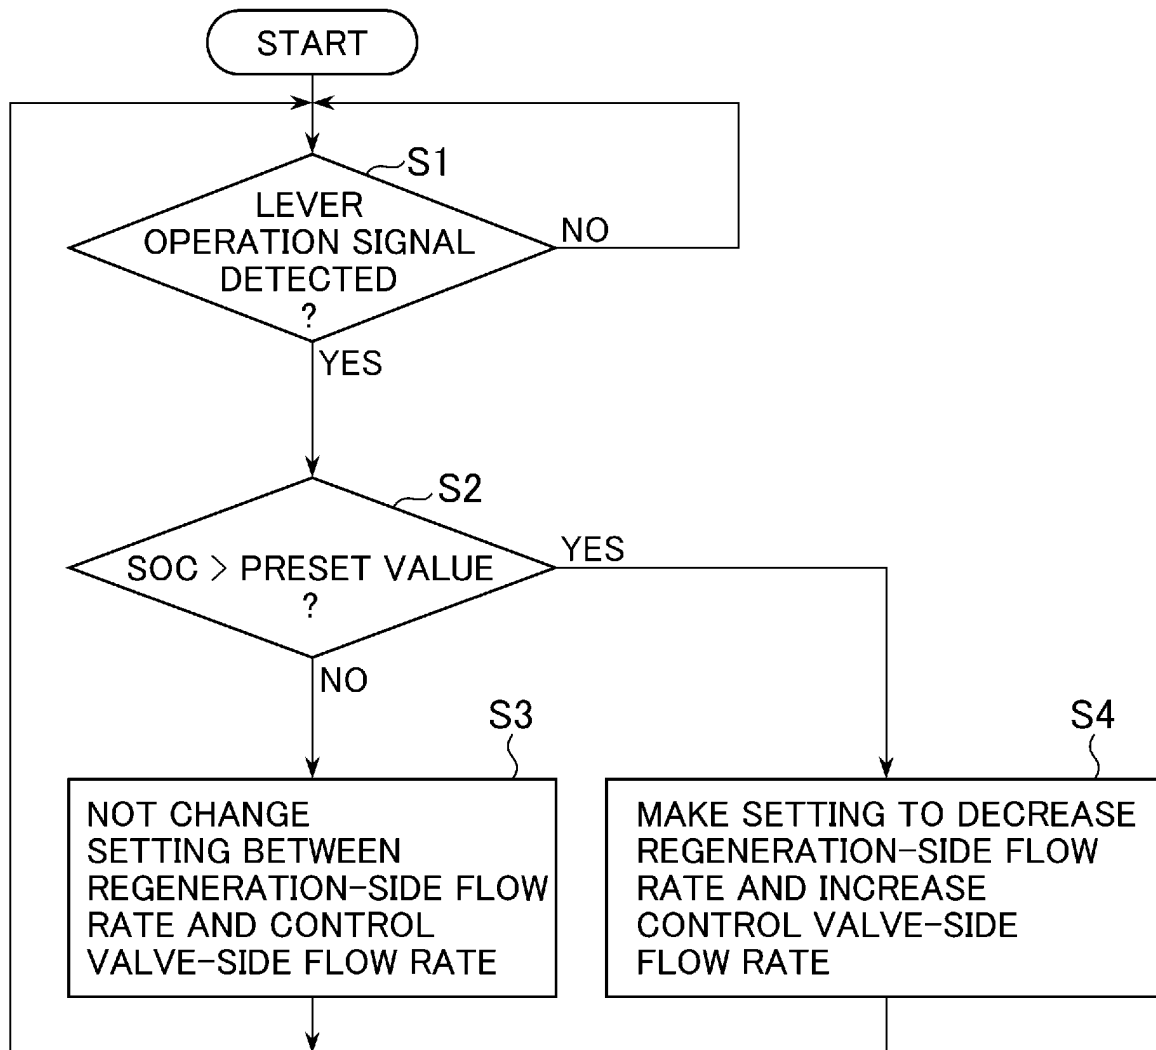 START
S1
LEVER
OPERATION SIGNAL
DETECTED
?
NO
YES
S2
SOC > PRESET VALUE
?
YES
NO
S3
NOT CHANGE
SETTING BETWEEN
REGENERATION-SIDE FLOW
RATE AND CONTROL
VALVE-SIDE FLOW RATE
S4
MAKE SETTING TO DECREASE
REGENERATION-SIDE FLOW
RATE AND INCREASE
CONTROL VALVE-SIDE
FLOW RATE